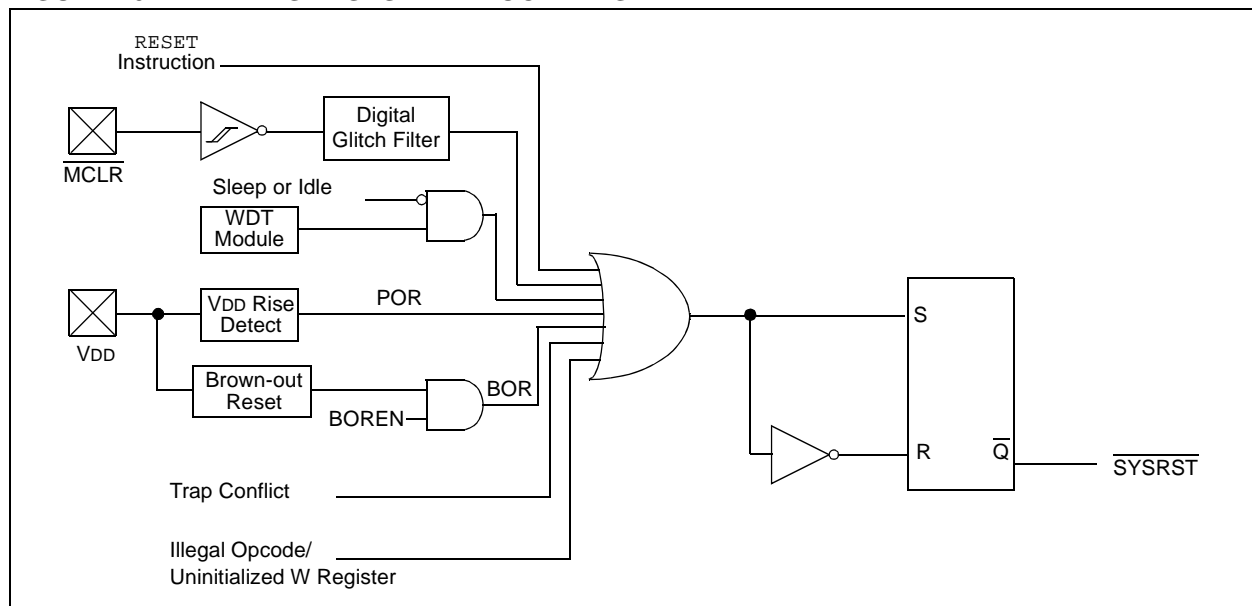 RESET
Instruction
Digital
Glitch Filter
MCLR
Sleep or Idle
WDT
Module
VDD Rise
Detect
POR
VDD
Brown-out
Reset
BOR
BOREN
S
R
Q
SYSRST
Trap Conflict
Illegal Opcode/
Uninitialized W Register